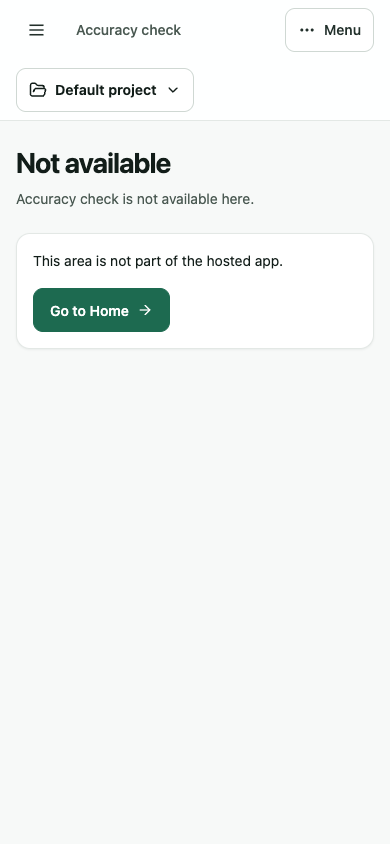 Accuracy check
Menu
Default project
Not available
Accuracy check is not available here.
This area is not part of the hosted app.
Go to Home